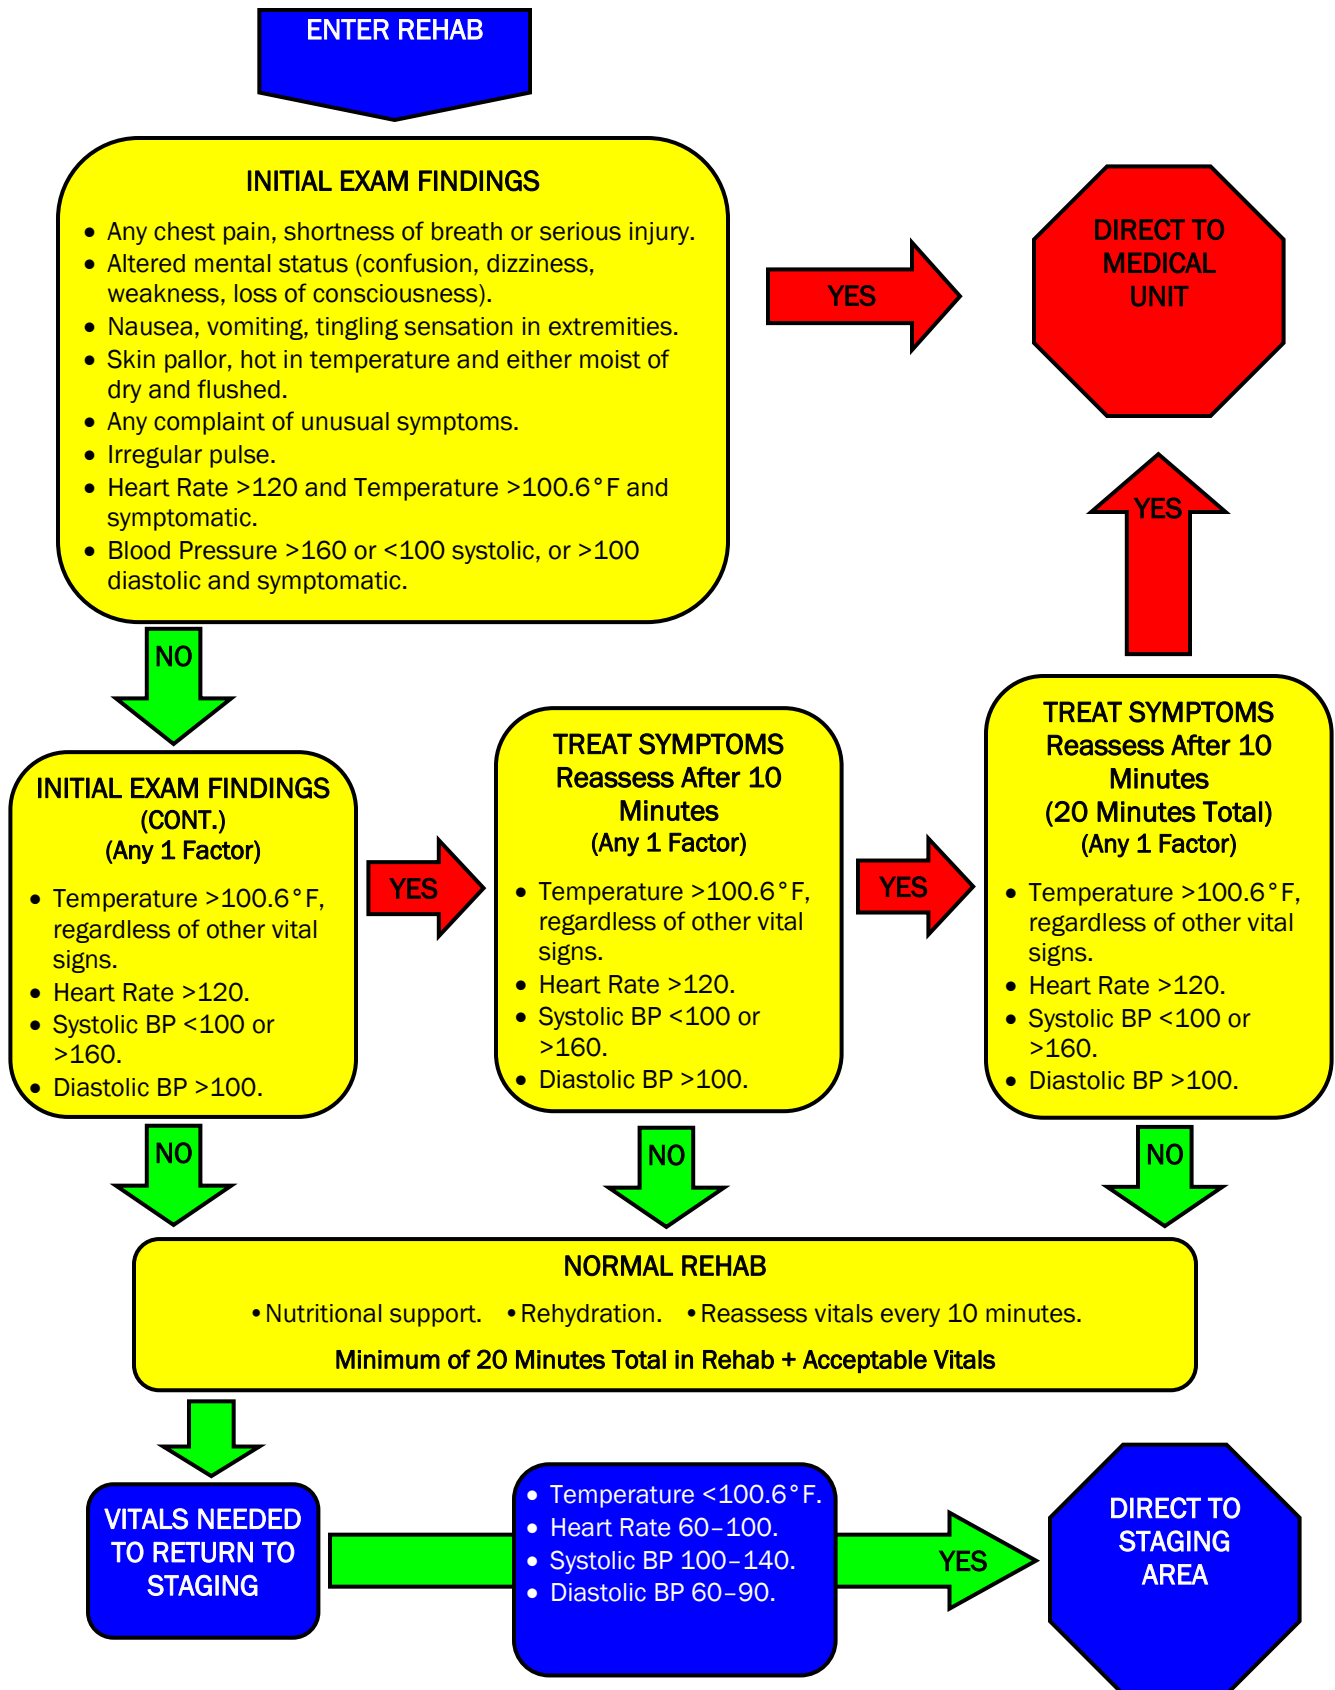 ENTER REHAB
INITIAL EXAM FINDINGS
• Any chest pain, shortness of breath or serious injury.
• Altered mental status (confusion, dizziness,
weakness, loss of consciousness).
• Nausea, vomiting, tingling sensation in extremities.
• Skin pallor, hot in temperature and either moist of
dry and flushed.
• Any complaint of unusual symptoms.
• Irregular pulse.
• Heart Rate >120 and Temperature >100.6°F and
symptomatic.
• Blood Pressure >160 or <100 systolic, or >100
diastolic and symptomatic.
YES
DIRECT TO
MEDICAL
UNIT
NO
YES
INITIAL EXAM FINDINGS
(CONT.)
(Any 1 Factor)
• Temperature >100.6°F,
regardless of other vital
signs.
• Heart Rate >120.
• Systolic BP <100 or
>160.
• Diastolic BP >100.
YES
TREAT SYMPTOMS
Reassess After 10
Minutes
(Any 1 Factor)
• Temperature >100.6°F,
regardless of other vital
signs.
• Heart Rate >120.
• Systolic BP <100 or
>160.
• Diastolic BP >100.
YES
TREAT SYMPTOMS
Reassess After 10
Minutes
(20 Minutes Total)
(Any 1 Factor)
• Temperature >100.6°F,
regardless of other vital
signs.
• Heart Rate >120.
• Systolic BP <100 or
>160.
• Diastolic BP >100.
NO
NO
NO
NORMAL REHAB
•Nutritional support. •Rehydration. •Reassess vitals every 10 minutes.
Minimum of 20 Minutes Total in Rehab + Acceptable Vitals
VITALS NEEDED
TO RETURN TO
STAGING
• Temperature <100.6°F.
• Heart Rate 60–100.
• Systolic BP 100–140.
• Diastolic BP 60–90.
YES
DIRECT TO
STAGING
AREA